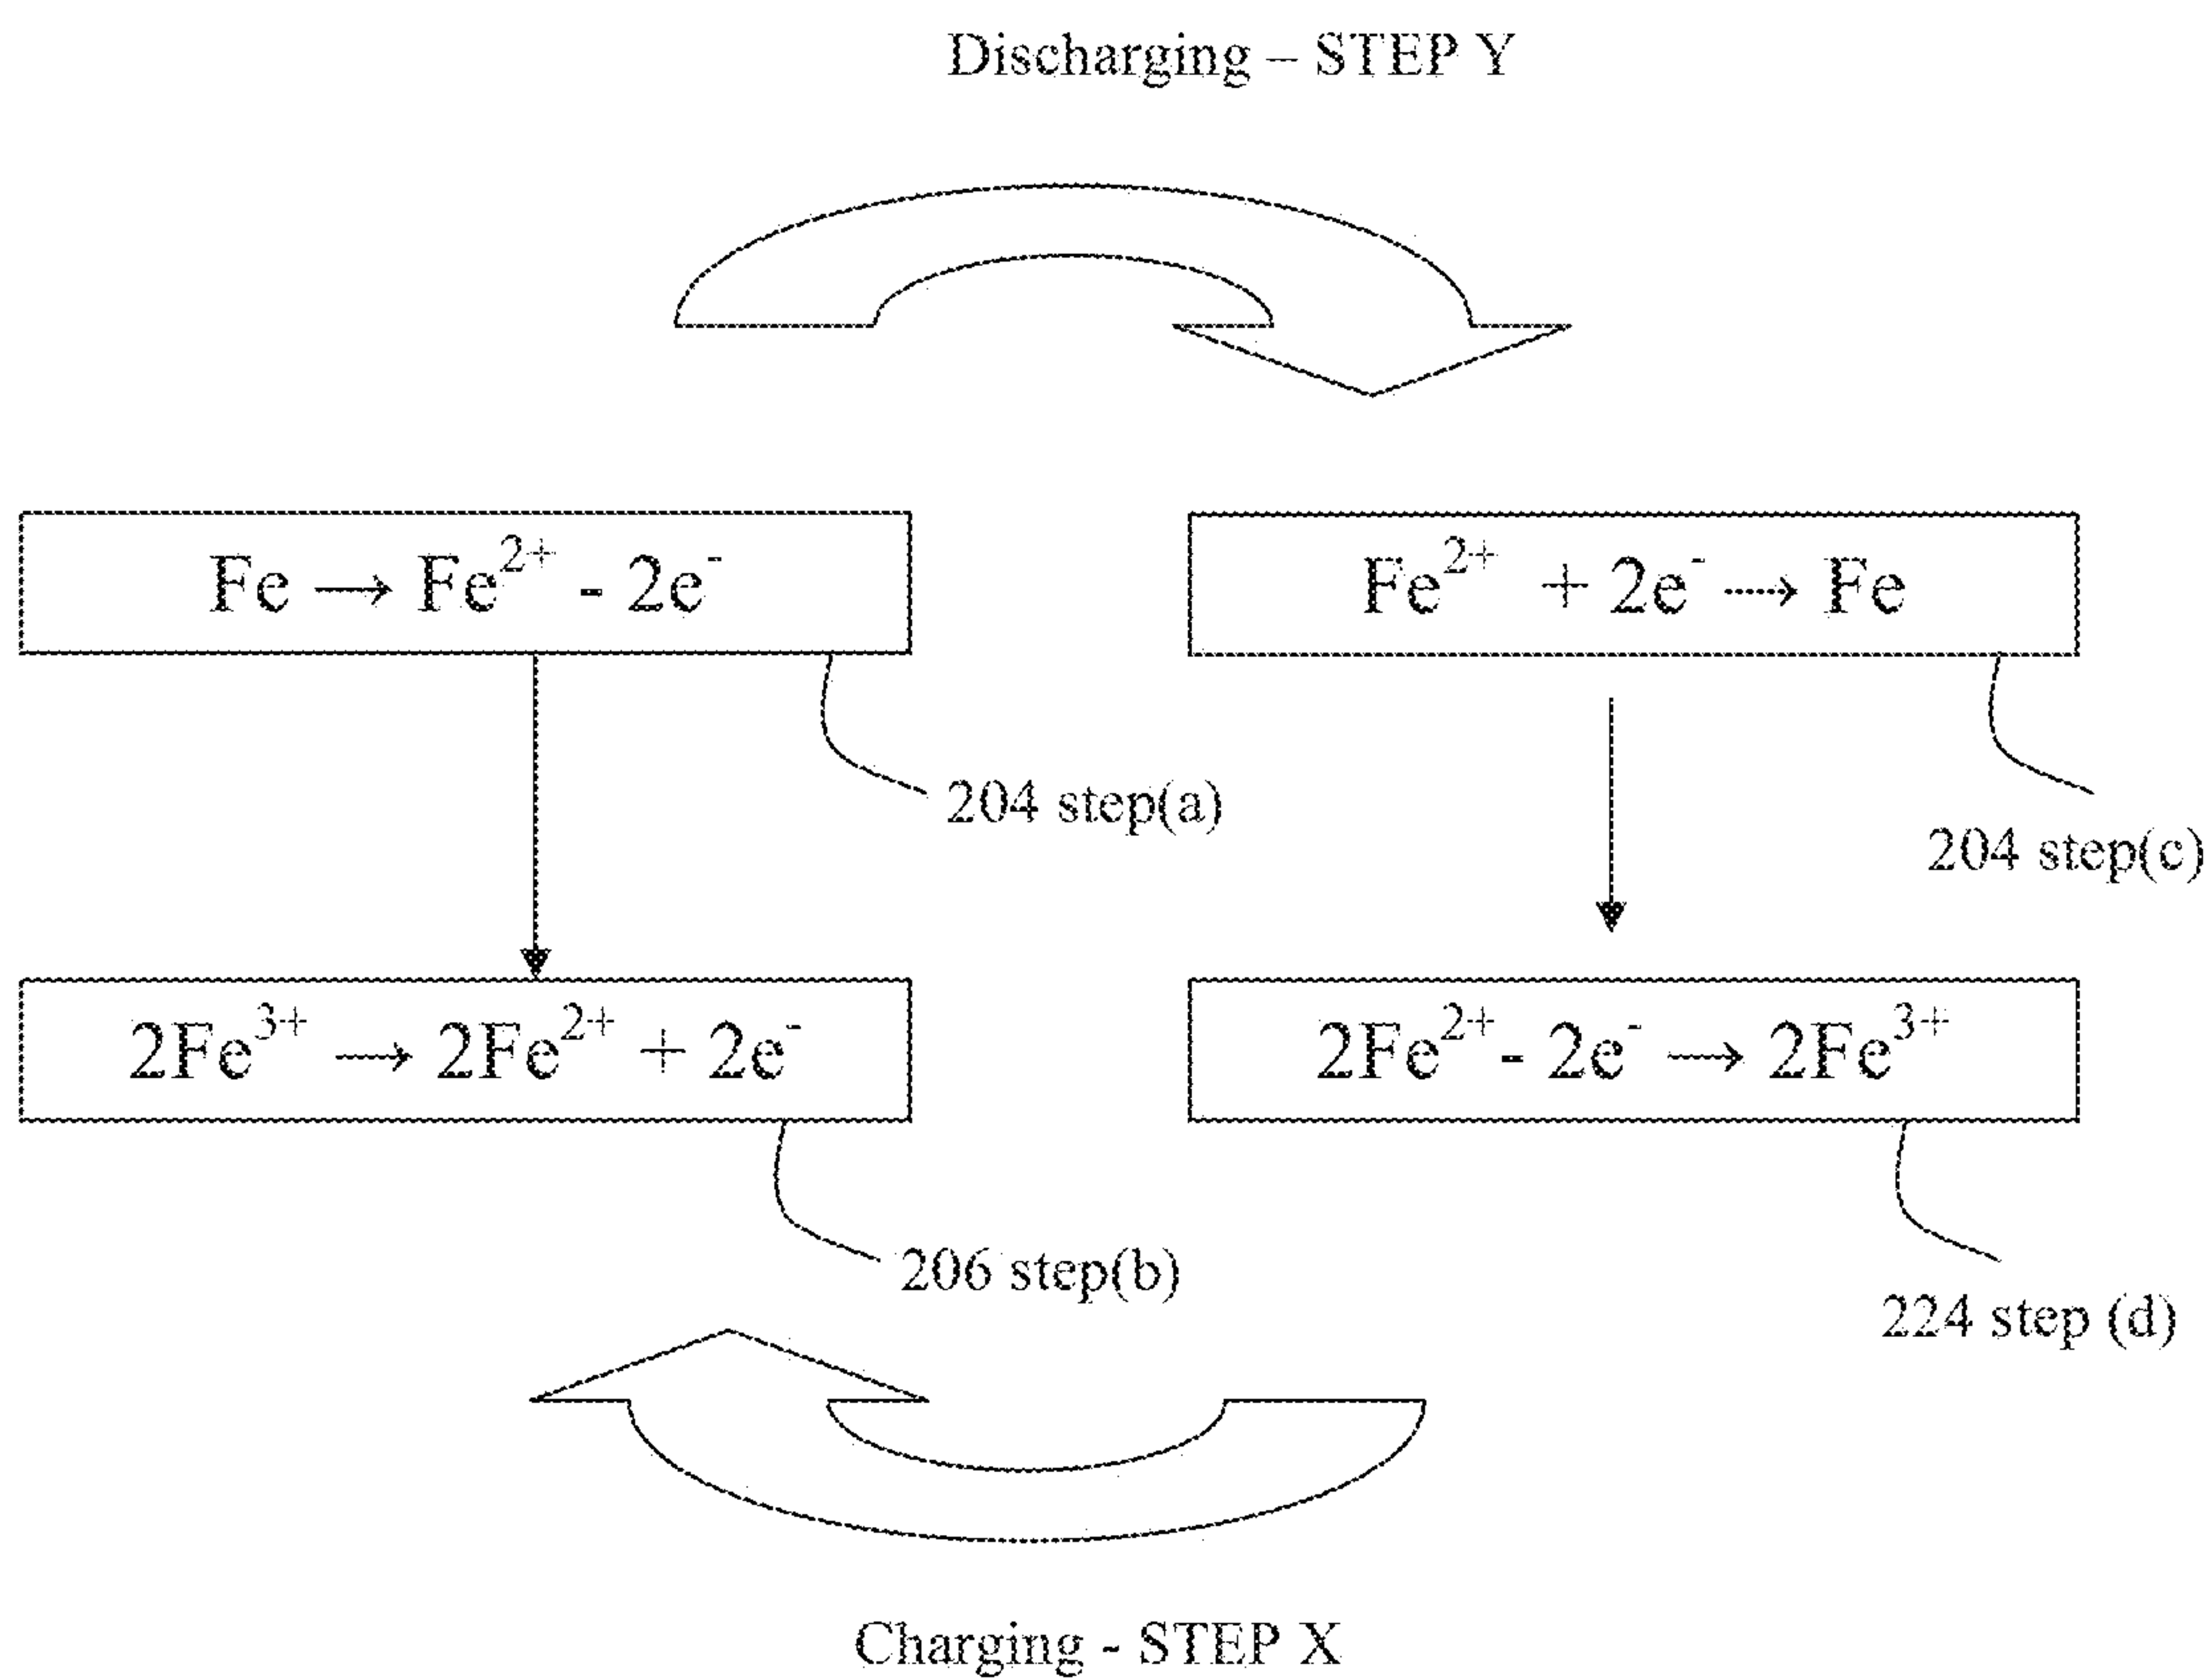 Discharging – STEP Y
Fe → Fe²⁺ - 2e⁻
Fe²⁺ + 2e⁻ → Fe
204 step(a)
204 step(c)
2Fe³⁺ → 2Fe²⁺ + 2e⁻
2Fe²⁺ - 2e⁻ → 2Fe³⁺
206 step(b)
224 step (d)
Charging - STEP X